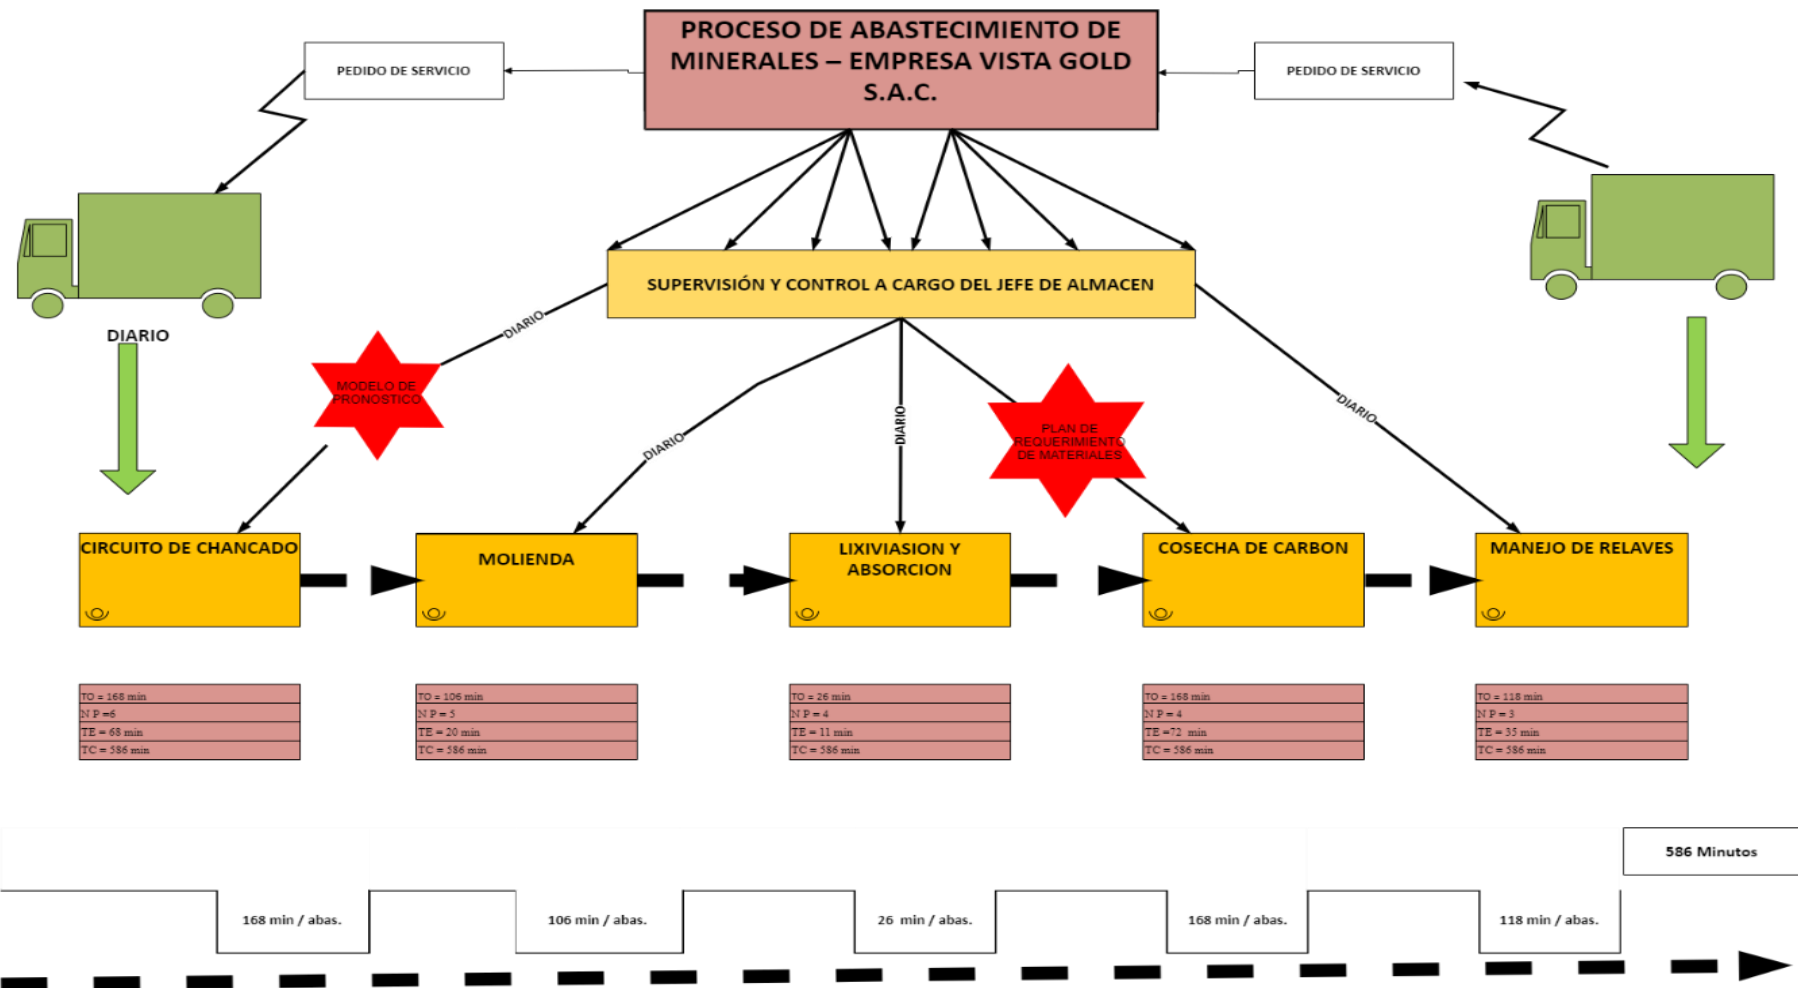 PROCESO DE ABASTECIMIENTO DE
MINERALES – EMPRESA VISTA GOLD
S.A.C.
PEDIDO DE SERVICIO
PEDIDO DE SERVICIO
SUPERVISIÓN Y CONTROL A CARGO DEL JEFE DE ALMACEN
DIARIO
DIARIO
MODELO DE
PRONOSTICO
DIARIO
DIARIO
PLAN DE
REQUERIMIENTO
DE MATERIALES
DIARIO
CIRCUITO DE CHANCADO
MOLIENDA
LIXIVIASION Y
ABSORCION
COSECHA DE CARBON
MANEJO DE RELAVES
TO = 168 min
N P =6
TE = 68 min
TC = 586 min
TO = 106 min
N P = 5
TE = 20 min
TC = 586 min
TO = 26 min
N P = 4
TE = 11 min
TC = 586 min
TO = 168 min
N P = 4
TE =72 min
TC = 586 min
TO = 118 min
N P = 3
TE = 35 min
TC = 586 min
586 Minutos
168 min / abas.
106 min / abas.
26 min / abas.
168 min / abas.
118 min / abas.